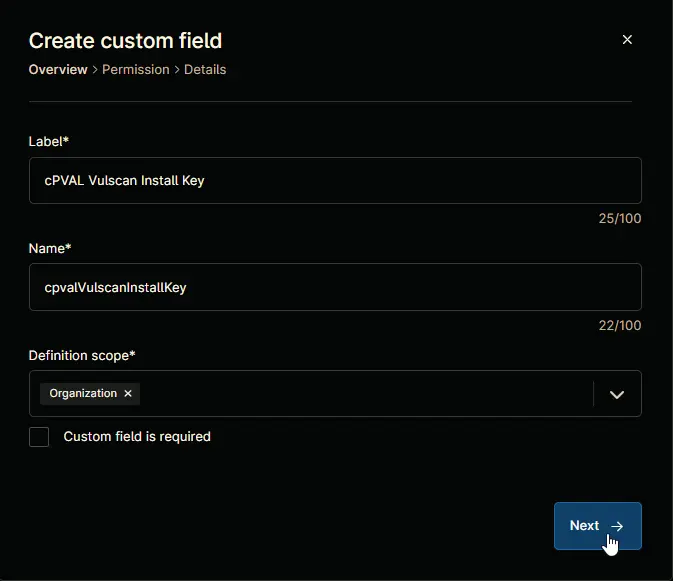 Create custom field
Overview > Permission > Details
Label*
cPVAL Vulscan Install Key
25/100
Name*
cpvalVulscanInstallKey
22/100
Definition scope*
Organization ×
Custom field is required
Next →